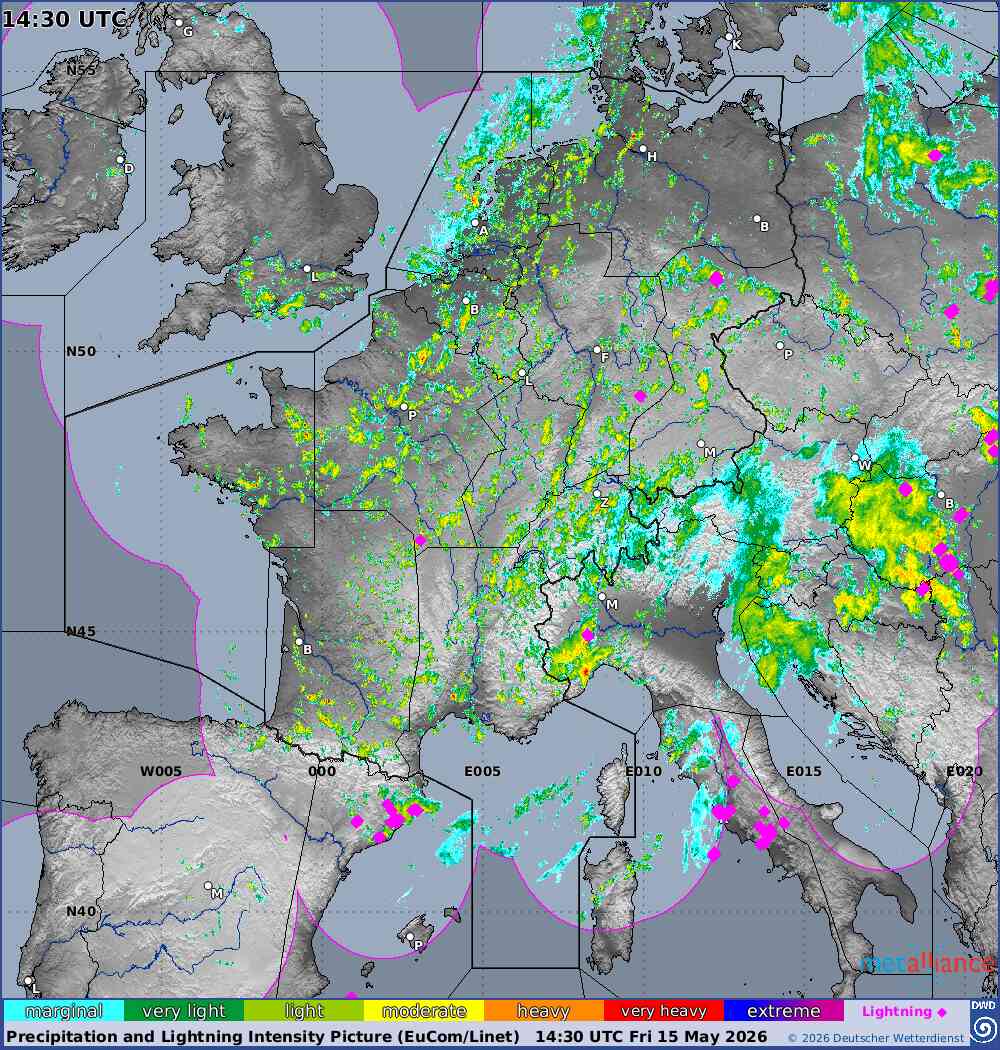 14:30 UTC
G
K
N55
H
D
A
B
L
B
N50
F
P
L
P
M
W
Z
B
M
N45
B
W005
000
E005
E010
E015
E020
M
N40
P
L
metalliance
marginal very light light moderate heavy very heavy extreme Lightning
DWD
Precipitation and Lightning Intensity Picture (EuCom/Linet) 14:30 UTC Fri 15 May 2026 © 2026 Deutscher Wetterdienst